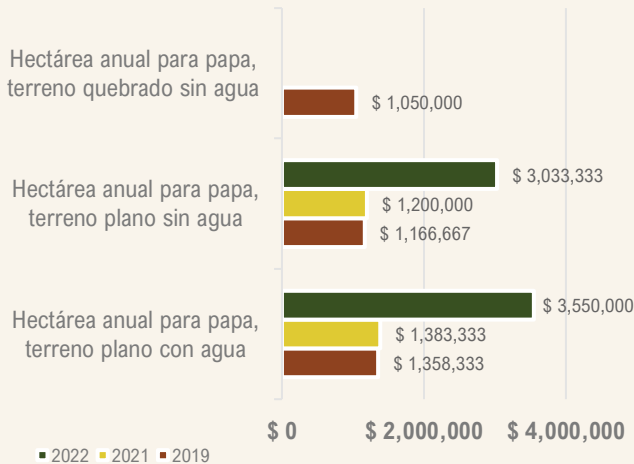 Hectárea anual para papa,
terreno quebrado sin agua
$ 1,050,000
Hectárea anual para papa,
terreno plano sin agua
$ 3,033,333
$ 1,200,000
$ 1,166,667
Hectárea anual para papa,
terreno plano con agua
$ 3,550,000
$ 1,383,333
$ 1,358,333
$ 0 $ 2,000,000 $ 4,000,000
2022 2021 2019